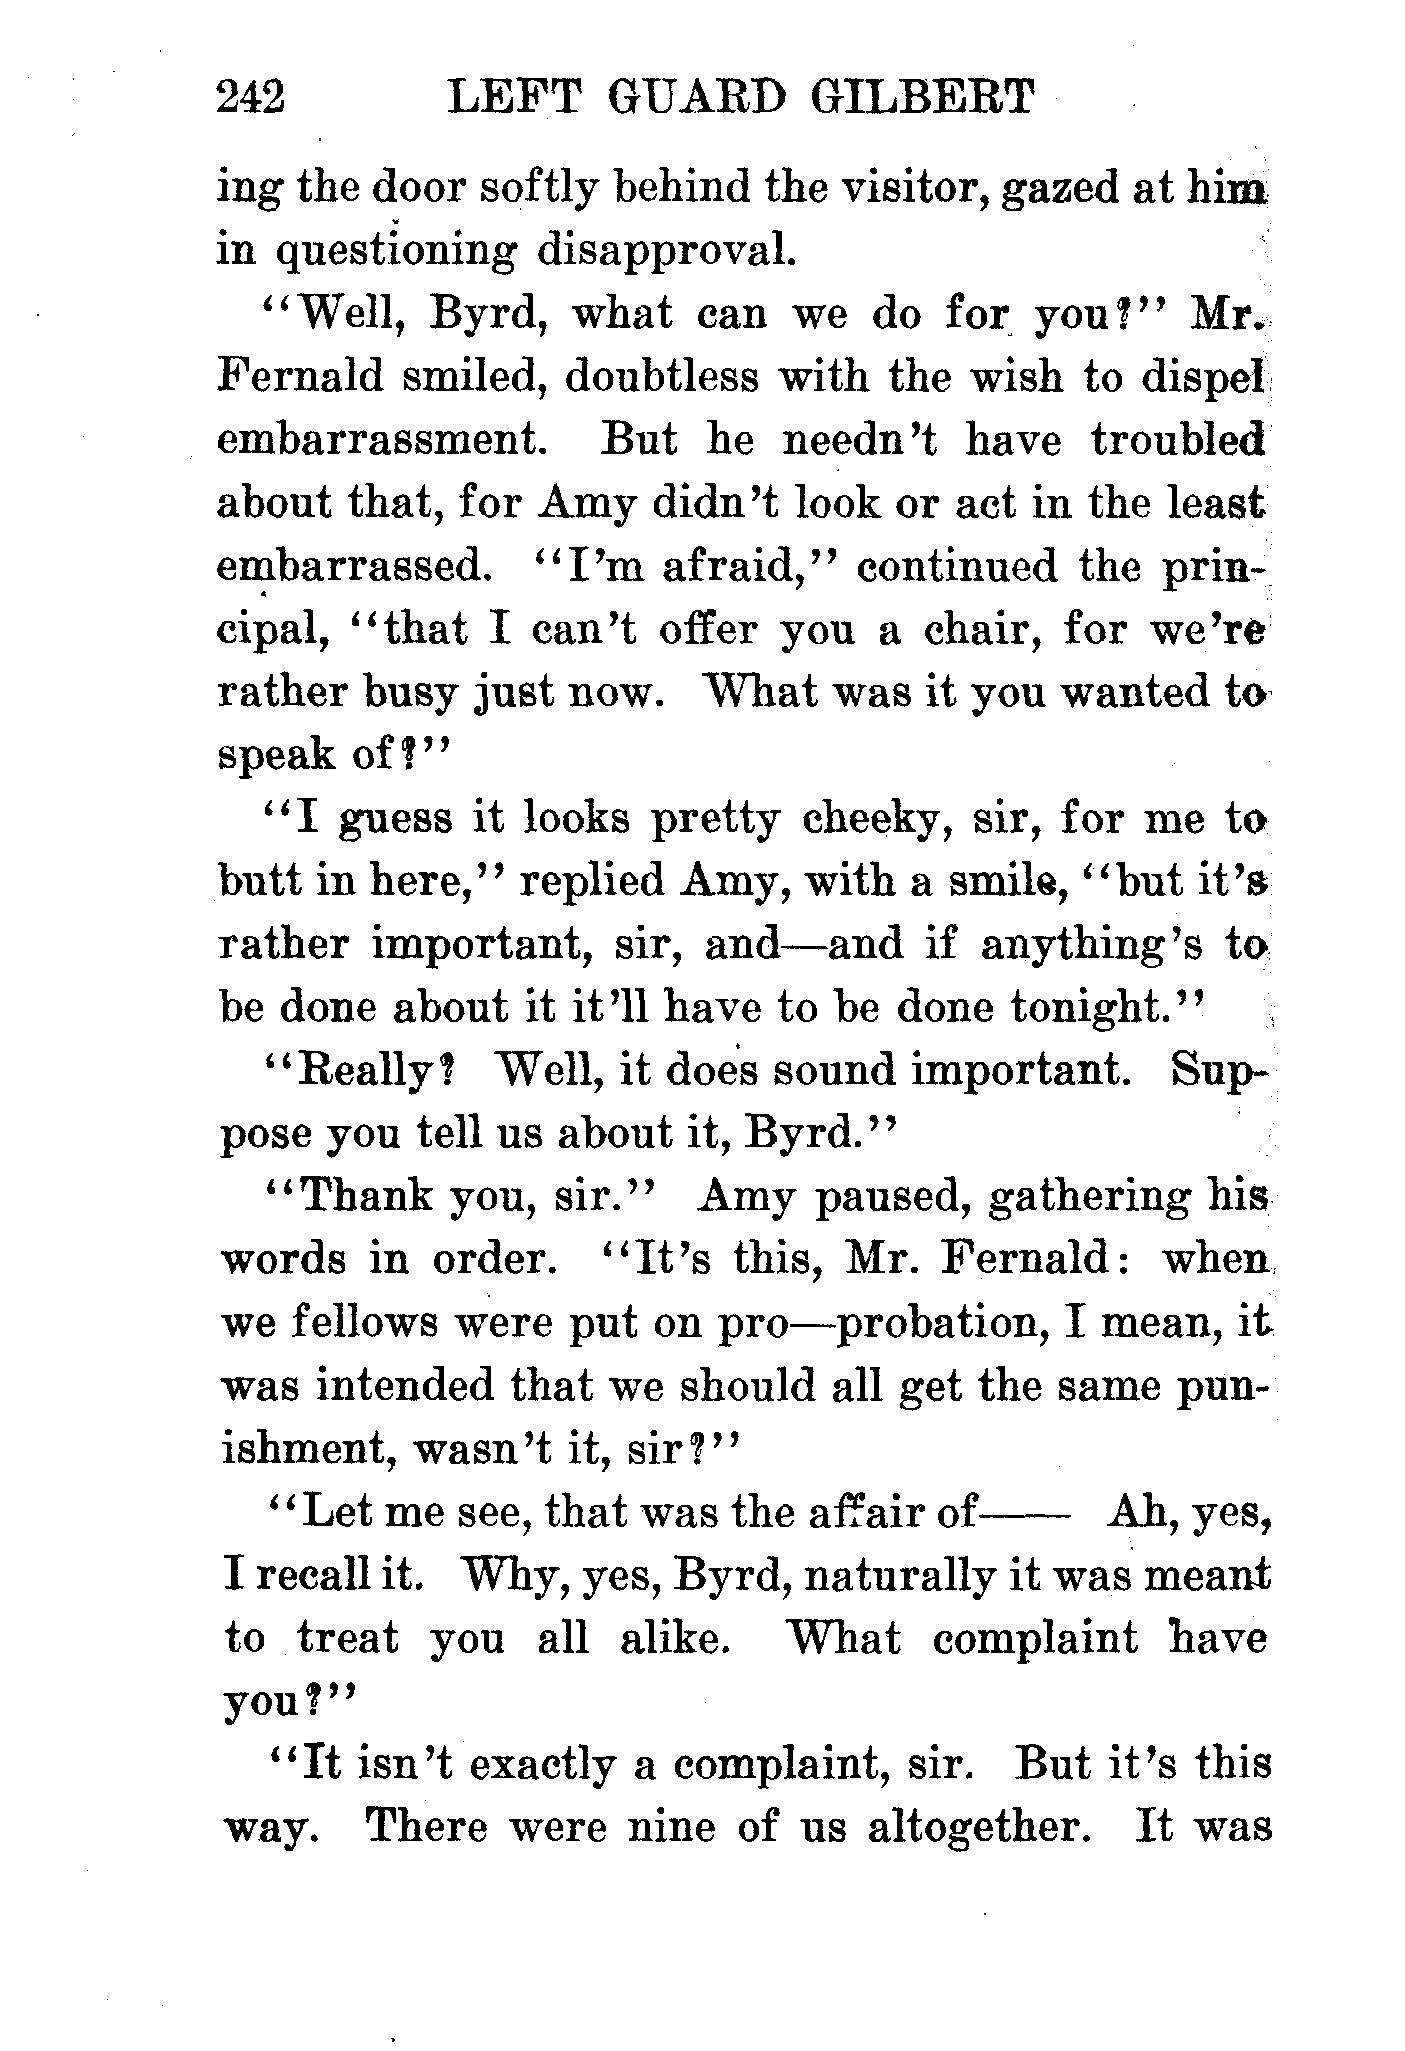 242 LEFT GUARD GILBERT
ing the door softly behind the visitor, gazed at him
in questioning disapproval.
"Well, Byrd, what can we do for you?" Mr.
Fernald smiled, doubtless with the wish to dispel
embarrassment. But he needn't have troubled
about that, for Amy didn't look or act in the least
embarrassed. "I'm afraid," continued the prin-
cipal, "that I can't offer you a chair, for we're
rather busy just now. What was it you wanted to
speak of?"
"I guess it looks pretty cheeky, sir, for me to
butt in here," replied Amy, with a smile, "but it's
rather important, sir, and—and if anything's to
be done about it it'll have to be done tonight."
"Really? Well, it does sound important. Sup-
pose you tell us about it, Byrd."
"Thank you, sir." Amy paused, gathering his
words in order. "It's this, Mr. Fernald: when
we fellows were put on pro—probation, I mean, it
was intended that we should all get the same pun-
ishment, wasn't it, sir?"
"Let me see, that was the affair of—— Ah, yes,
I recall it. Why, yes, Byrd, naturally it was meant
to treat you all alike. What complaint have
you?"
"It isn't exactly a complaint, sir. But it's this
way. There were nine of us altogether. It was